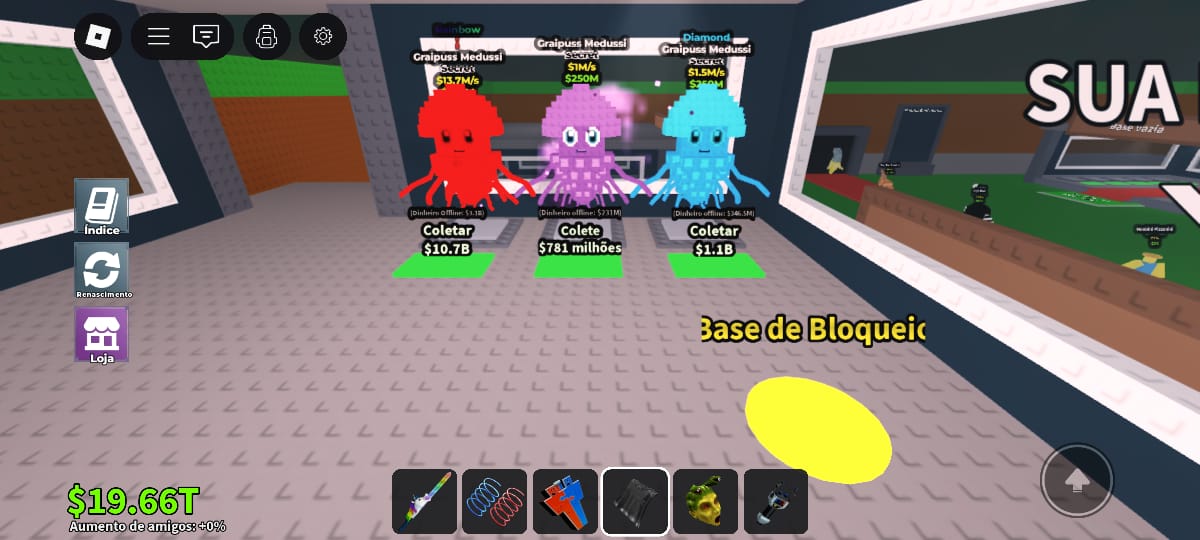 Rainbow
Graipuss Medussi
Secret
$13.7M/s
Graipuss Medussi
Secret
$1M/s
$250M
Diamond
Graipuss Medussi
Secret
$1.5M/s
$250M
SUA
Base vazia
Índice
Renascimento
Loja
(Dinheiro Offline: $3.1B)
Coletar
$10.7B
(Dinheiro offline: $231M)
Colete
$781 milhões
(Dinheiro offline: $346.5M)
Coletar
$1.1B
Base de Bloqueio
$19.66T
Aumento de amigos: +0%